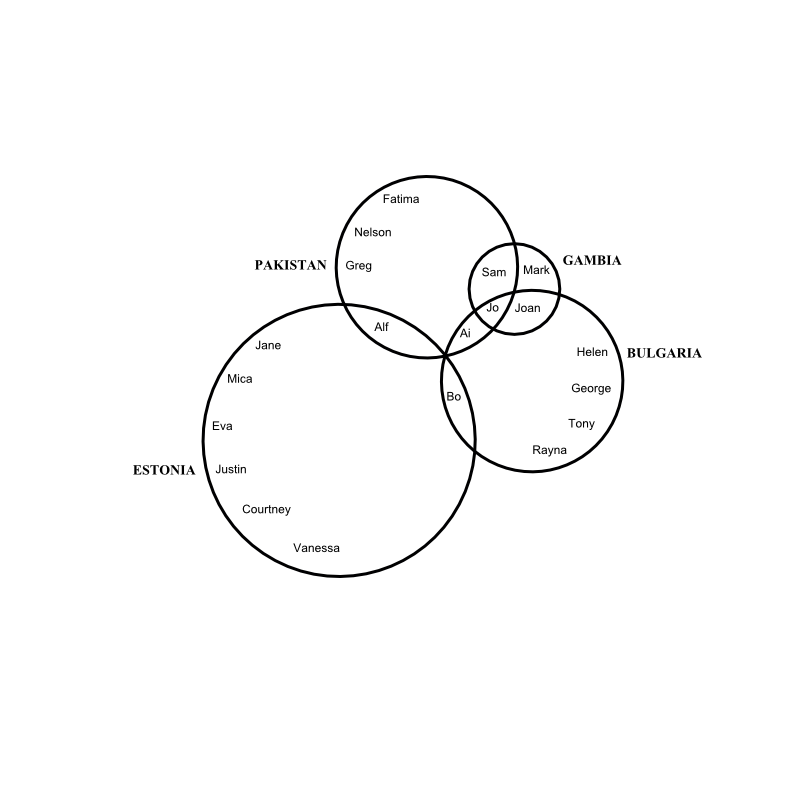 Fatima
Nelson
PAKISTAN
Greg
GAMBIA
Sam
Mark
Jo
Joan
Alf
Ai
Jane
Helen
BULGARIA
Mica
George
Bo
Eva
Tony
Rayna
ESTONIA
Justin
Courtney
Vanessa